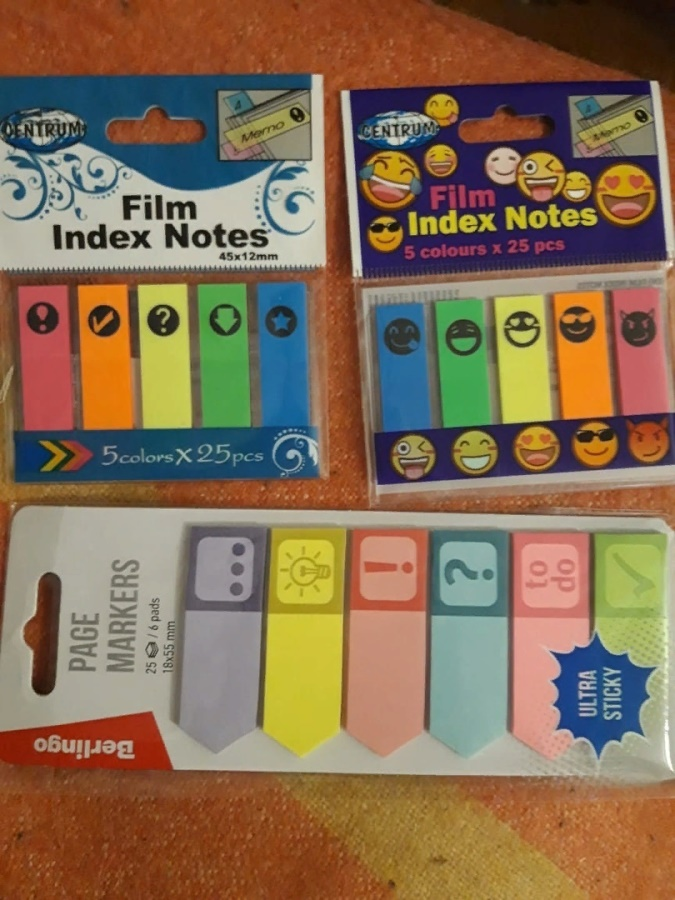 CENTRUM
Memo
Film
Index Notes
45x12mm
5colors x 25pcs
CENTRUM
Memo
Film
Index Notes
5 colours x 25 pcs
PAGE
MARKERS
25 / 6 pads
18x55 mm
Berlingo
to
do
ULTRA
STICKY